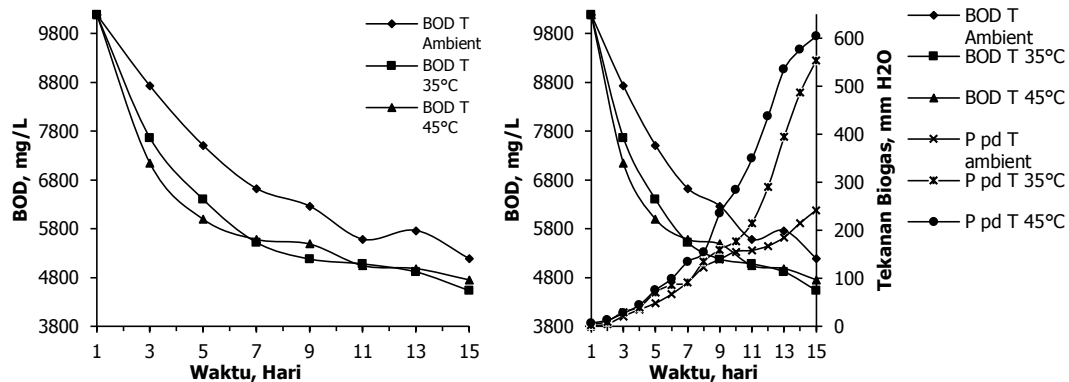 9800
8800
7800
6800
5800
4800
3800
BOD, mg/L
1
3
5
7
9
11
13
15
Waktu, Hari
BOD T
Ambient
BOD T
35°C
BOD T
45°C
9800
8800
7800
6800
5800
4800
3800
BOD, mg/L
1
3
5
7
9
11
13
15
Waktu, hari
600
500
400
300
200
100
0
Tekanan Biogas, mm H2O
BOD T
Ambient
BOD T 35°C
BOD T 45°C
P pd T
ambient
P pd T 35°C
P pd T 45°C